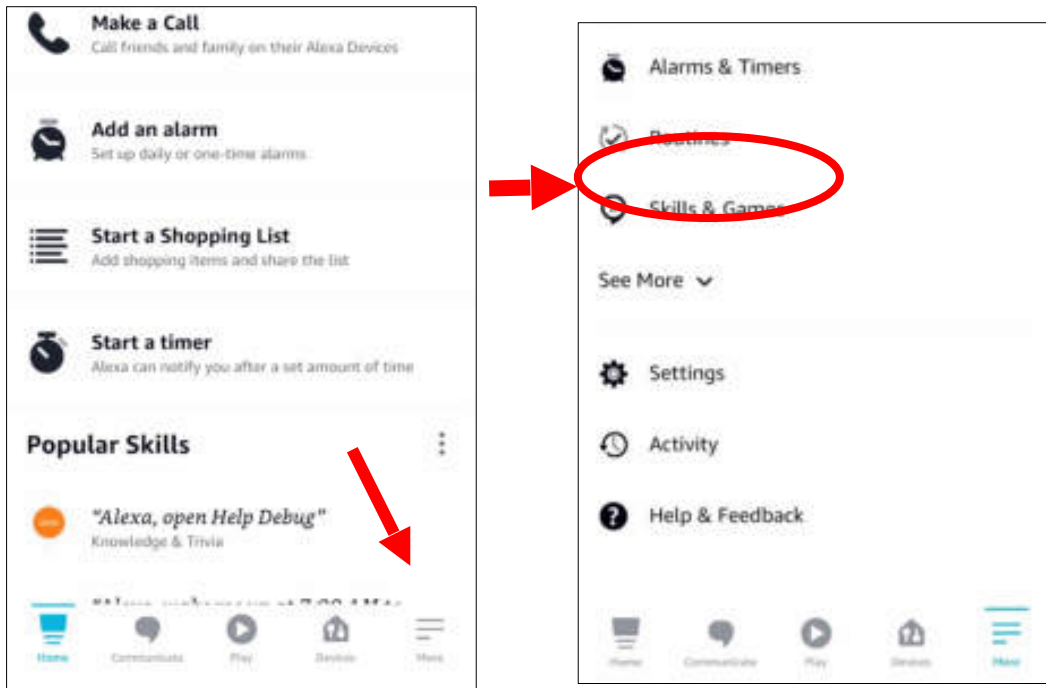 Make a Call
Call friends and family on their Alexa Devices
Add an alarm
Set up daily or one-time alarms
Start a Shopping List
Add shopping items and share the list
Start a timer
Alexa can notify you after a set amount of time
Popular Skills
"Alexa, open Help Debug"
Knowledge & Trivia
Home
Communicate
Play
Devices
More
Alarms & Timers
Routines
Skills & Games
See More
Settings
Activity
Help & Feedback
Home
Communicate
Play
Devices
More